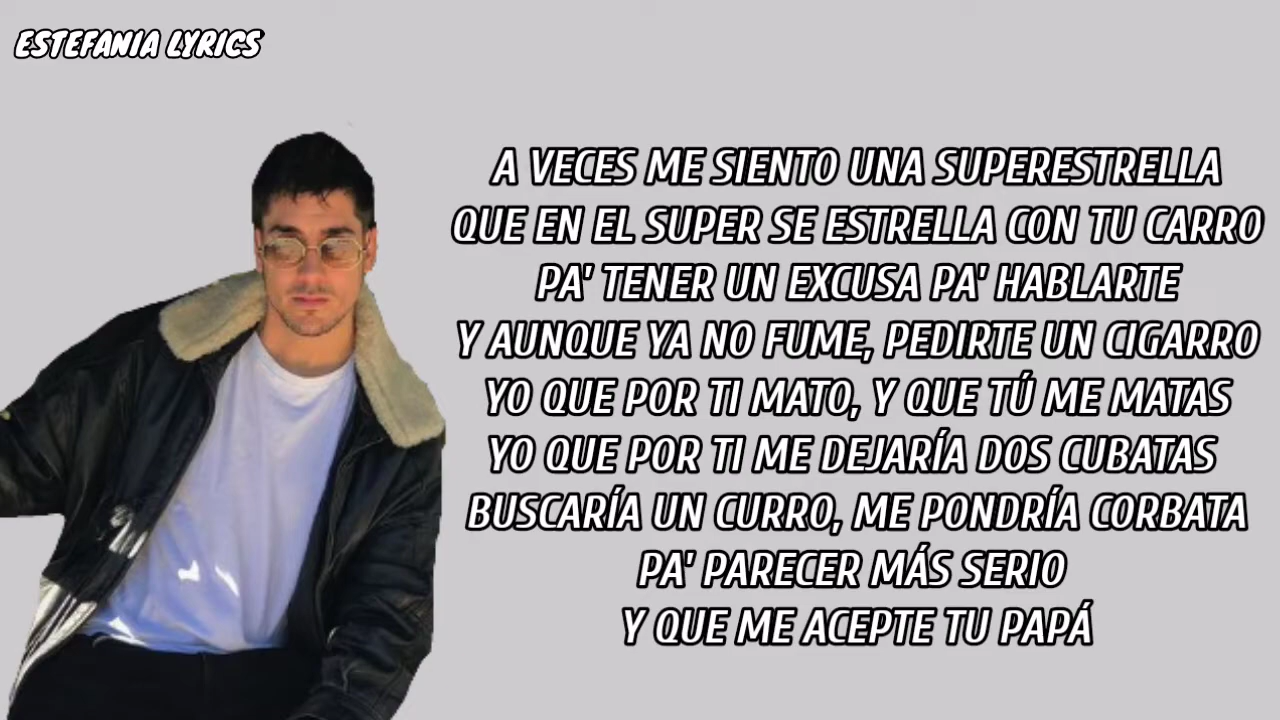 ESTEFANIA LYRICS
A VECES ME SIENTO UNA SUPERESTRELLA
QUE EN EL SUPER SE ESTRELLA CON TU CARRO
PA' TENER UN EXCUSA PA' HABLARTE
Y AUNQUE YA NO FUME, PEDIRTE UN CIGARRO
YO QUE POR TI MATO, Y QUE TÚ ME MATAS
YO QUE POR TI ME DEJARÍA DOS CUBATAS
BUSCARÍA UN CURRO, ME PONDRÍA CORBATA
PA' PARECER MÁS SERIO
Y QUE ME ACEPTE TU PAPÁ